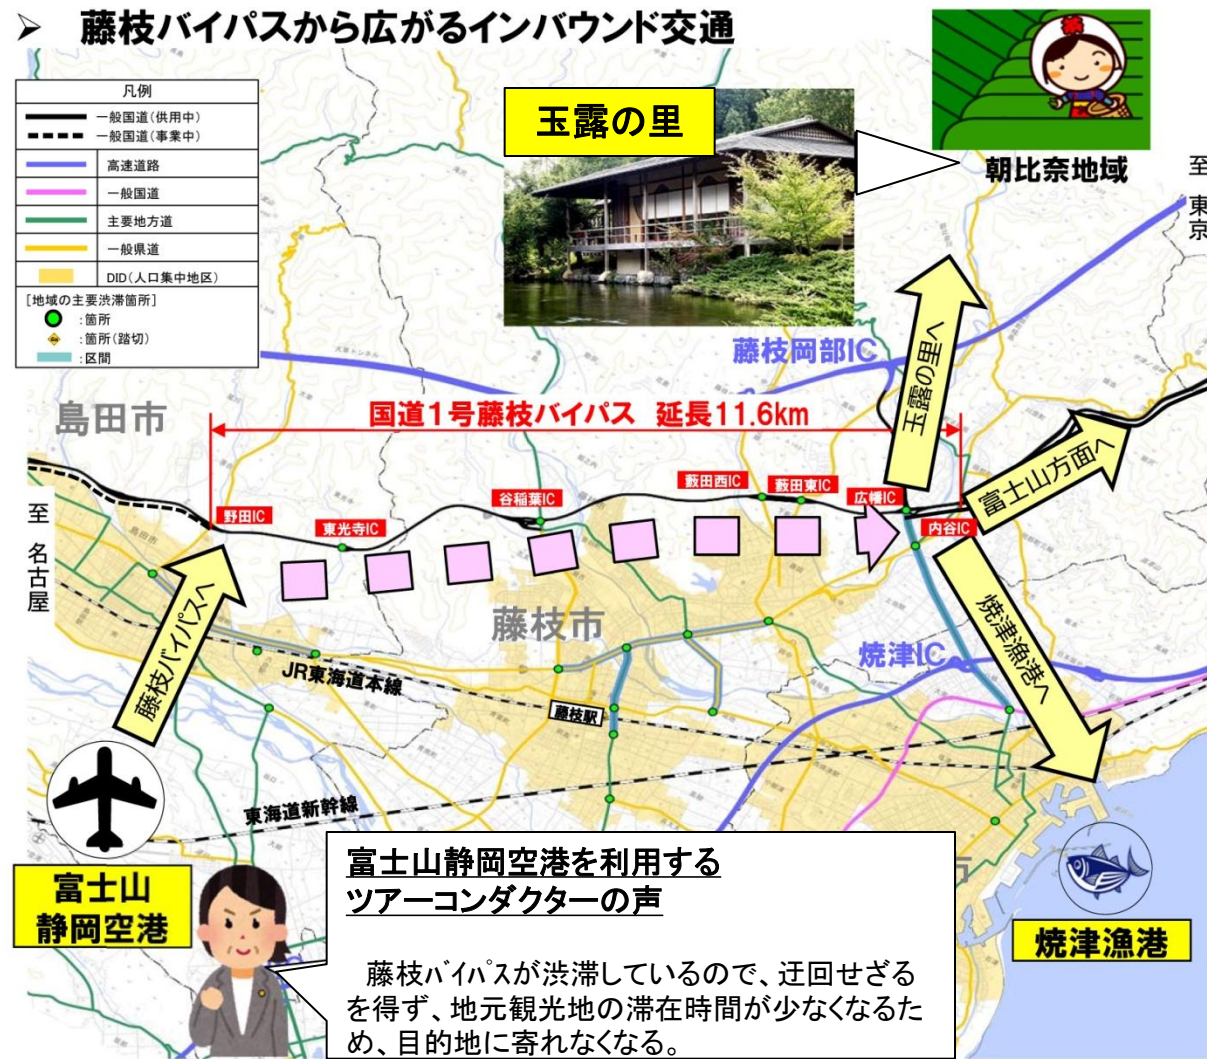 ➢ 藤枝バイパスから広がるインバウンド交通
凡例
一般国道(供用中)
一般国道(事業中)
高速道路
一般国道
主要地方道
一般県道
DID(人口集中地区)
[地域の主要渋滞箇所]
:箇所
:箇所(踏切)
:区間
玉露の里
朝比奈地域
至 東京
藤枝岡部IC
玉露の里へ
島田市
国道1号藤枝バイパス 延長11.6km
富士山方面へ
至 名古屋
野田IC
東光寺IC
谷稲葉IC
藪田西IC
藪田東IC
広幡IC
内谷IC
島田市
藤枝バイパスへ
藤枝市
焼津IC
焼津漁港へ
JR東海道本線
藤枝駅
東海道新幹線
市
富士山
静岡空港
焼津漁港
富士山静岡空港を利用する
ツアーコンダクターの声
藤枝バイパスが渋滞しているので、迂回せざる
を得ず、地元観光地の滞在時間が少なくなるた
め、目的地に寄れなくなる。